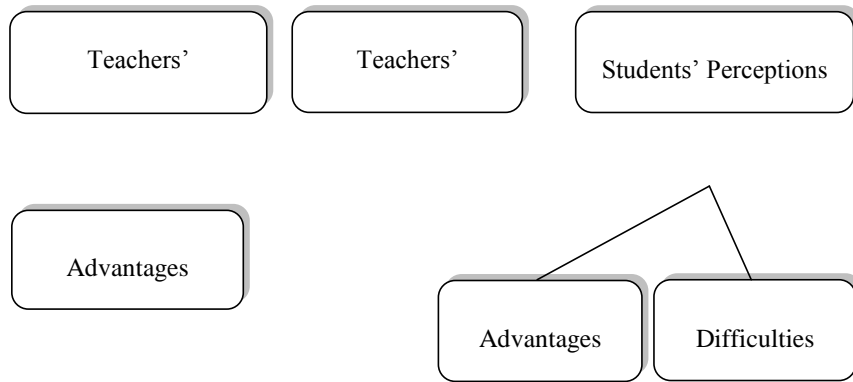 Teachers’
Teachers’
Students’ Perceptions
Advantages
Advantages
Difficulties